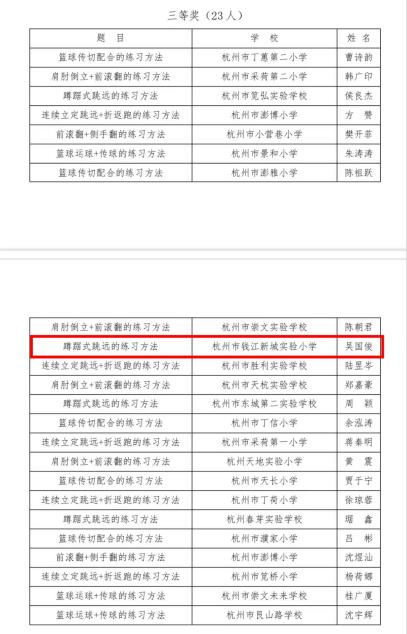 三等奖（23 人）
题 目 学 校 姓 名
篮球传切配合的练习方法 杭州市丁蕙第二小学 曹诗韵
肩肘倒立+前滚翻的练习方法 杭州市采荷第二小学 韩广印
蹲踞式跳远的练习方法 杭州市笕弘实验学校 侯良杰
连续立定跳远+折返跑的练习方法 杭州市澎博小学 方 赞
前滚翻+侧手翻的练习方法 杭州市小营巷小学 樊开菲
篮球运球+传球的练习方法 杭州市景和小学 朱涛涛
篮球传切配合的练习方法 杭州市澎雅小学 陈祖跃
肩肘倒立+前滚翻的练习方法 杭州市崇文实验学校 陈朝君
蹲踞式跳远的练习方法 杭州市钱江新城实验小学 吴国俊
连续立定跳远+折返跑的练习方法 杭州市胜利实验学校 陆昱岑
肩肘倒立+前滚翻的练习方法 杭州市天杭实验学校 郑嘉豪
蹲踞式跳远的练习方法 杭州市东城第二实验学校 周 颖
篮球传切配合的练习方法 杭州市丁信小学 余泓涛
连续立定跳远+折返跑的练习方法 杭州市采荷第一小学 蒋秦明
肩肘倒立+前滚翻的练习方法 杭州天地实验小学 黄 震
篮球传切配合的练习方法 杭州市天长小学 贾于宁
连续立定跳远+折返跑的练习方法 杭州市丁荷小学 徐琼蓉
蹲踞式跳远的练习方法 杭州春芽实验学校 鑫
篮球传切配合的练习方法 杭州市濮家小学 吕 彬
前滚翻+侧手翻的练习方法 杭州市澎博小学 沈煜汕
连续立定跳远+折返跑的练习方法 杭州市笕桥小学 杨荷娜
篮球运球+传球的练习方法 杭州市崇文未来学校 桂广厦
篮球运球+传球的练习方法 杭州市艮山路学校 沈宇辉